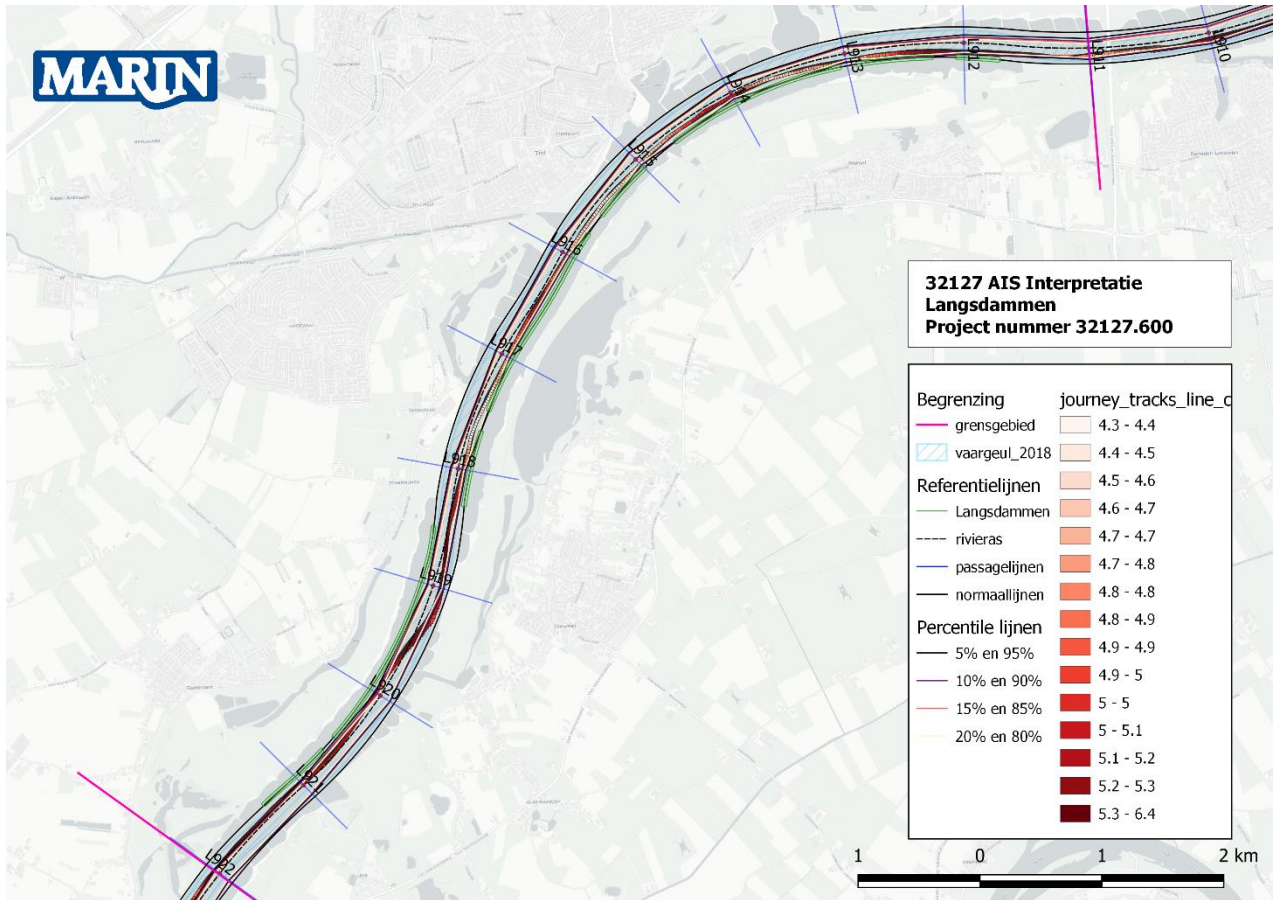 MARIN
L910
L911
L912
L913
L914
L915
L916
L917
L918
L919
L920
L921
L922
Tiel
Dreumel
32127 AIS Interpretatie
Langsdammen
Project nummer 32127.600
Begrenzing
grensgebied
vaargeul_2018
Referentielijnen
Langsdammen
rivieras
passagelijnen
normaallijnen
Percentile lijnen
5% en 95%
10% en 90%
15% en 85%
20% en 80%
journey_tracks_line_c
4.3 - 4.4
4.4 - 4.5
4.5 - 4.6
4.6 - 4.7
4.7 - 4.7
4.7 - 4.8
4.8 - 4.8
4.8 - 4.9
4.9 - 4.9
4.9 - 5
5 - 5
5 - 5.1
5.1 - 5.2
5.2 - 5.3
5.3 - 6.4
1 0 1 2 km